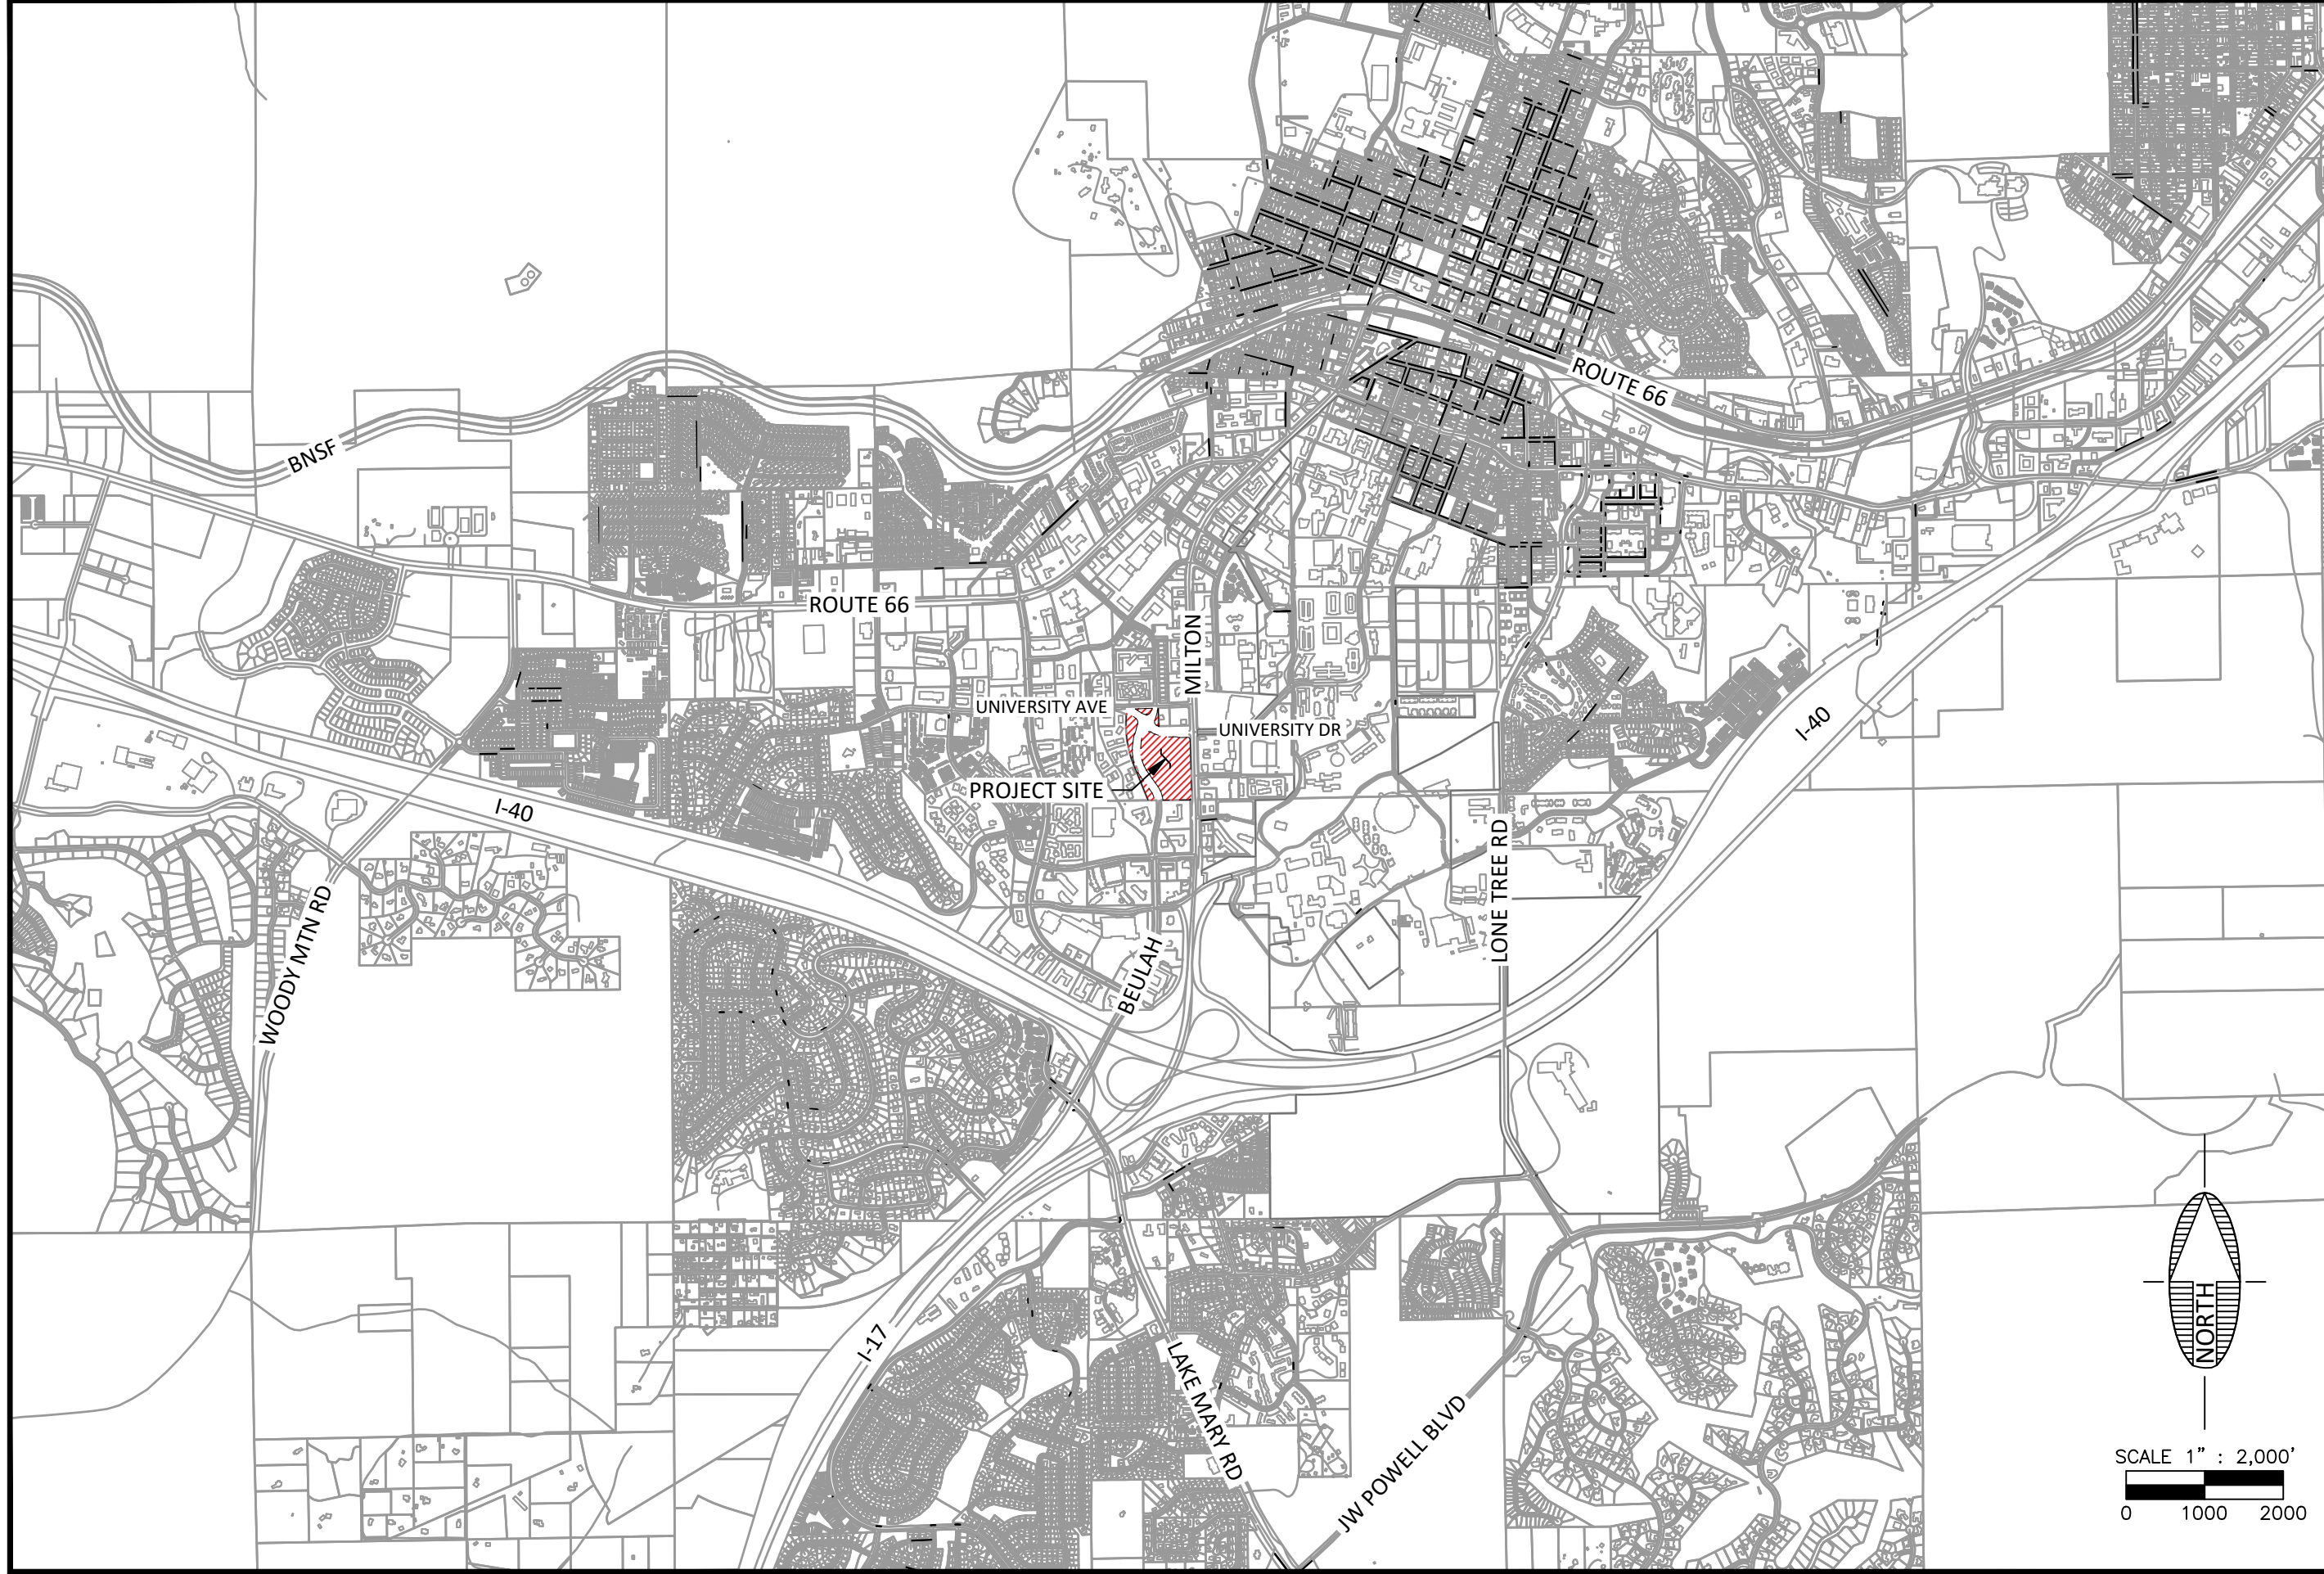 ROUTE 66
BNSF
ROUTE 66
MILTON
UNIVERSITY AVE
UNIVERSITY DR
I-40
PROJECT SITE
I-40
LONE TREE RD
WOODY MTN RD
BEULAH
NORTH
I-17
LAKE MARY RD
JW POWELL BLVD
SCALE 1" : 2,000'
0 1000 2000